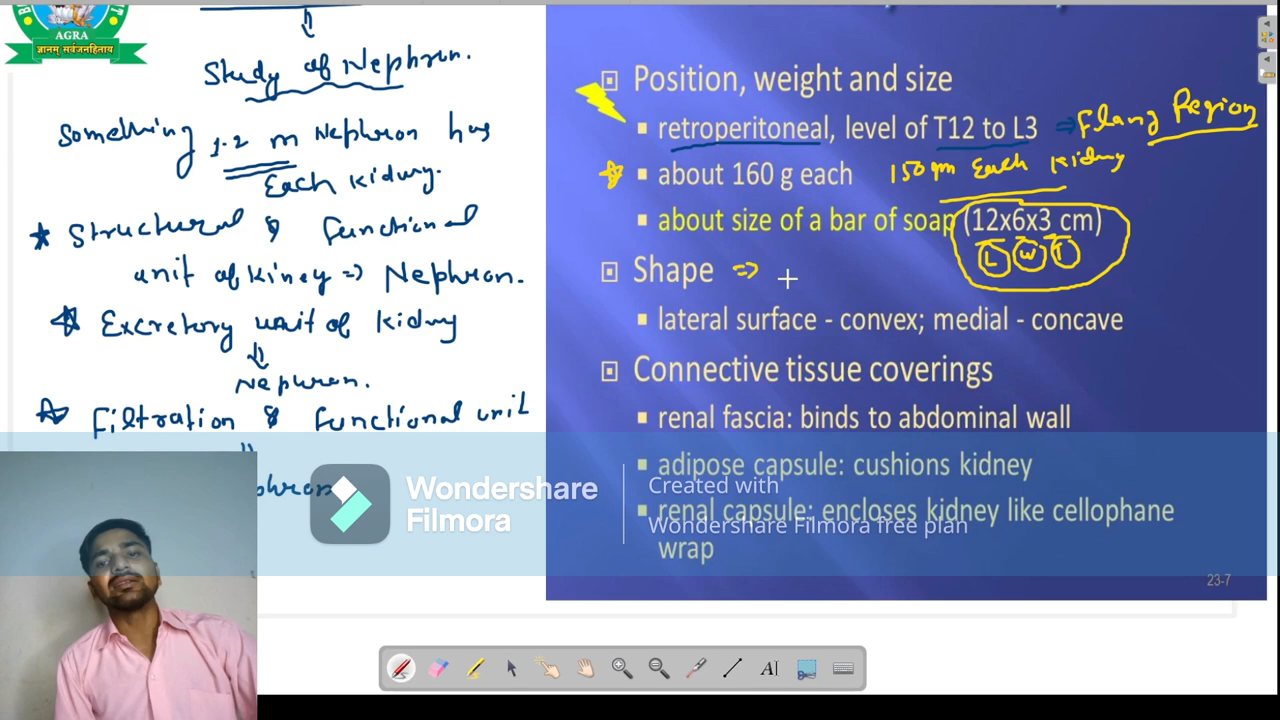 AGRA
ज्ञानम् सर्वजनहिताय
Study of Nephron.
Something 1.2 m Nephron has
Each Kidney.
Structural & Functional
unit of Kiney => Nephron.
Excretory unit of Kidny
Nephron.
Filtration & Functional unit
Position, weight and size
retroperitoneal, level of T12 to L3 => Flang Region
about 160 g each 150 gm Each Kidny
about size of a bar of soap (12x6x3 cm)
L W T
Shape =>
lateral surface - convex; medial - concave
Connective tissue coverings
renal fascia: binds to abdominal wall
adipose capsule: cushions kidney
renal capsule: encloses kidney like cellophane
wrap
23-7
Wondershare
Filmora
Created with
Wondershare Filmora free plan
AI